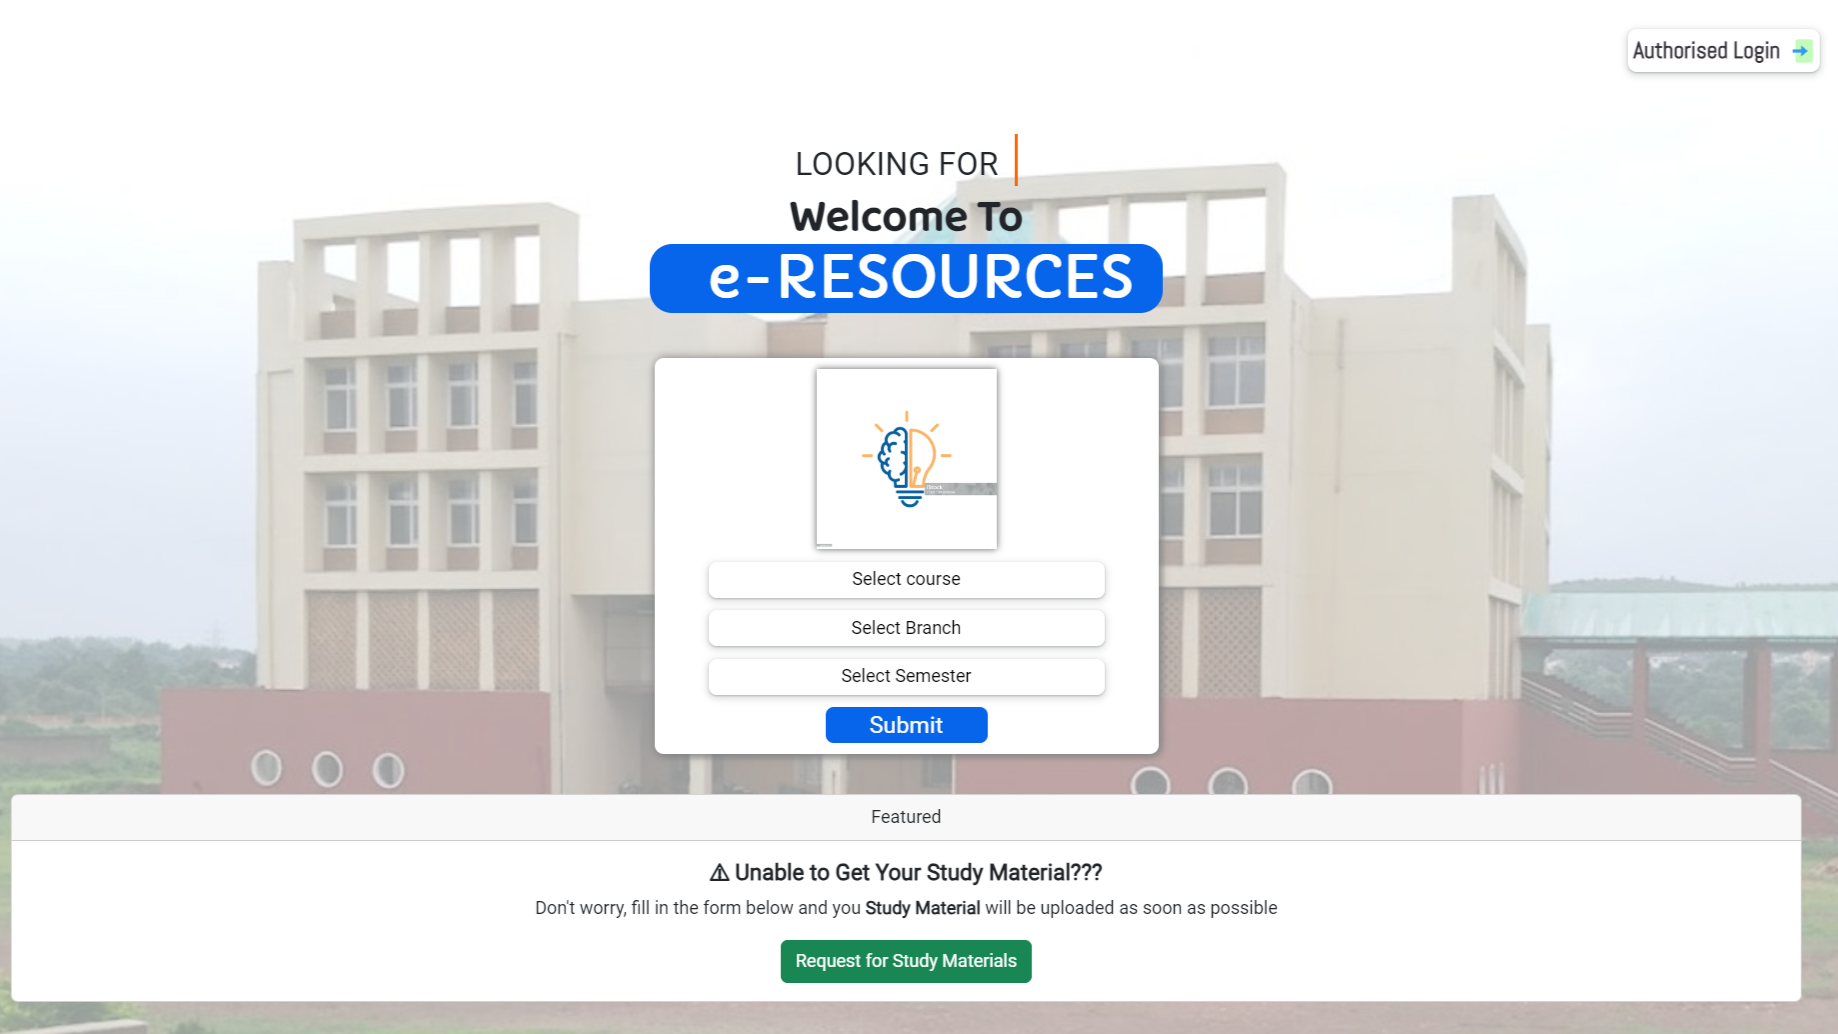 Authorised Login
LOOKING FOR
Welcome To
e-RESOURCES
Select course
Select Branch
Select Semester
Submit
Featured
⚠ Unable to Get Your Study Material???
Don't worry, fill in the form below and you Study Material will be uploaded as soon as possible
Request for Study Materials